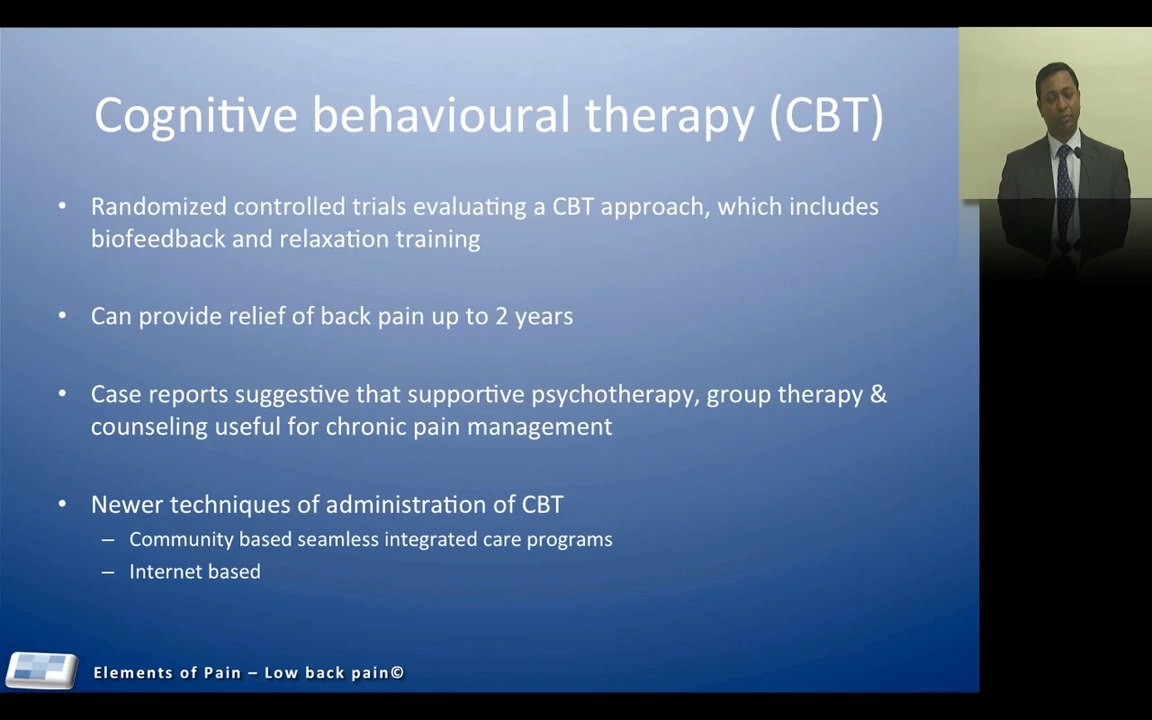 Cognitive behavioural therapy (CBT)
• Randomized controlled trials evaluating a CBT approach, which includes
biofeedback and relaxation training
• Can provide relief of back pain up to 2 years
• Case reports suggestive that supportive psychotherapy, group therapy &
counseling useful for chronic pain management
• Newer techniques of administration of CBT
– Community based seamless integrated care programs
– Internet based
Elements of Pain – Low back pain©